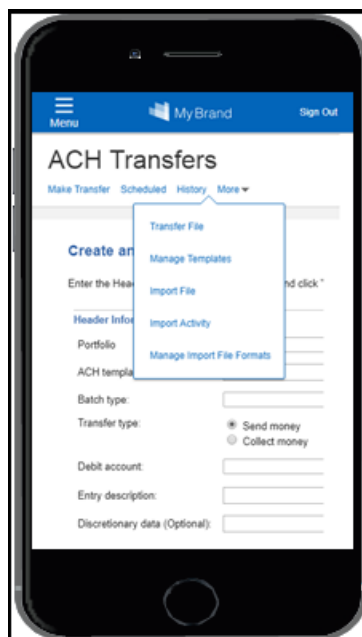 Menu
MyBrand
Sign Out
ACH Transfers
Make Transfer Scheduled History More
Transfer File
Manage Templates
Import File
Import Activity
Manage Import File Formats
Create an
Enter the Hea nd click "
Header Infor
Portfolio
ACH templa
Batch type:
Transfer type:
Send money
Collect money
Debit account:
Entry description:
Discretionary data (Optional):